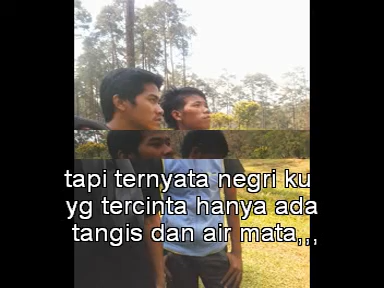 tapi ternyata negri ku
yg tercinta hanya ada
tangis dan air mata,,,